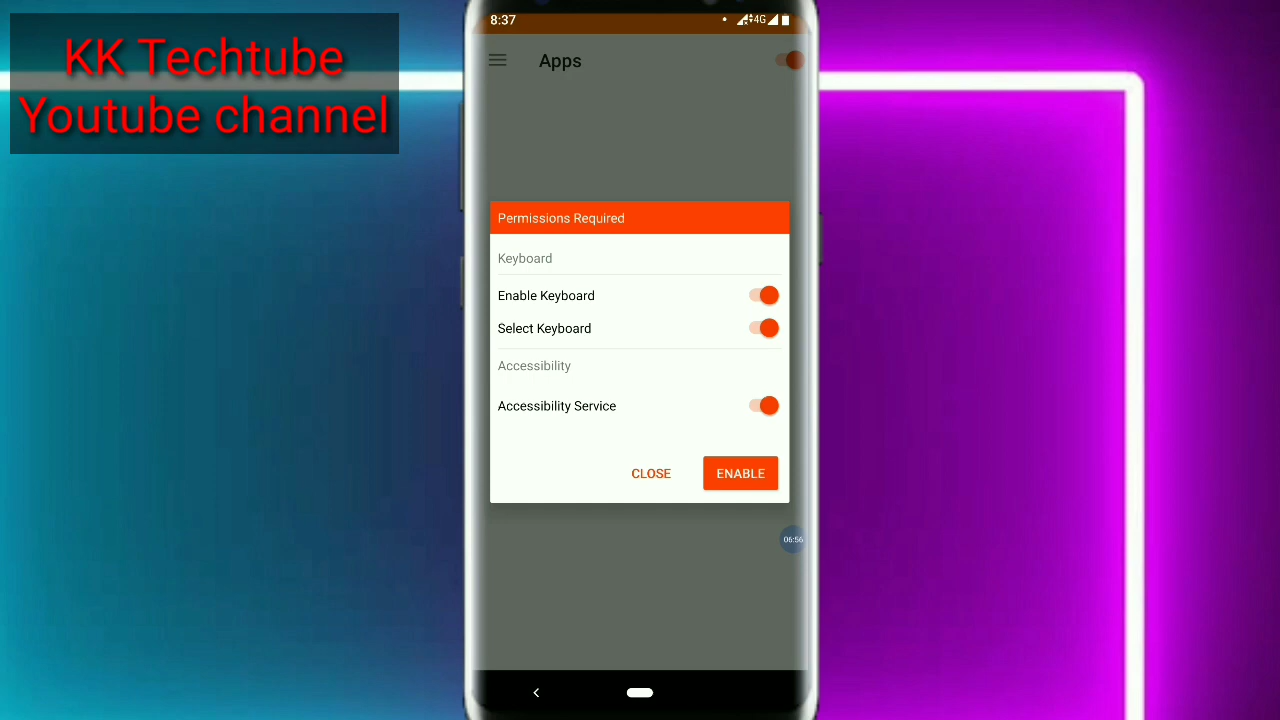 KK Techtube
Youtube channel
8:37
4G
Apps
Permissions Required
Keyboard
Enable Keyboard
Select Keyboard
Accessibility
Accessibility Service
CLOSE
ENABLE
06:56